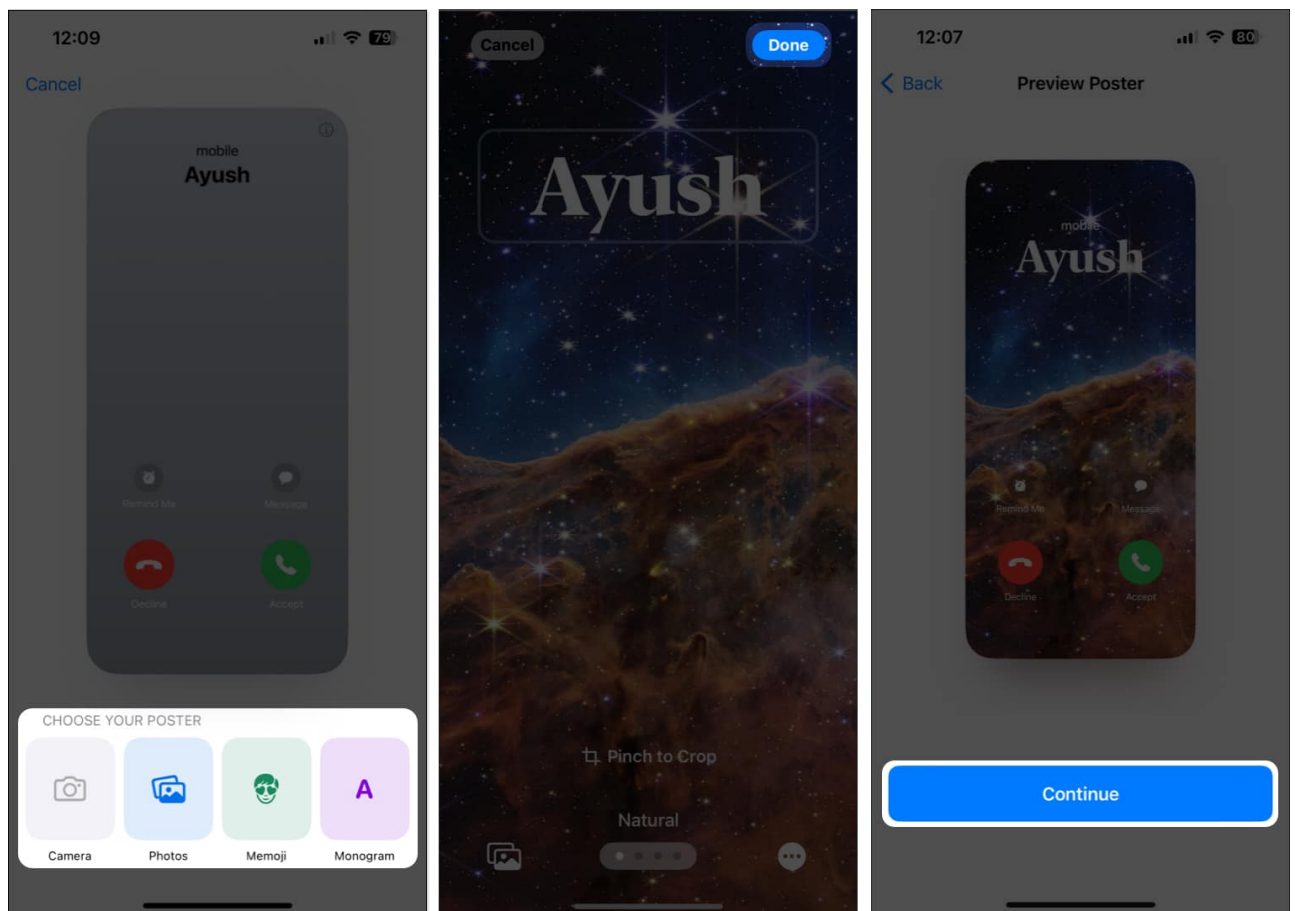 12:09
79
Cancel
mobile
Ayush
Remind Me
Message
Decline
Accept
CHOOSE YOUR POSTER
A
Camera
Photos
Memoji
Monogram
Cancel
Done
Ayush
Pinch to Crop
Natural
12:07
80
Back
Preview Poster
mobile
Ayush
Remind Me
Message
Decline
Accept
Continue